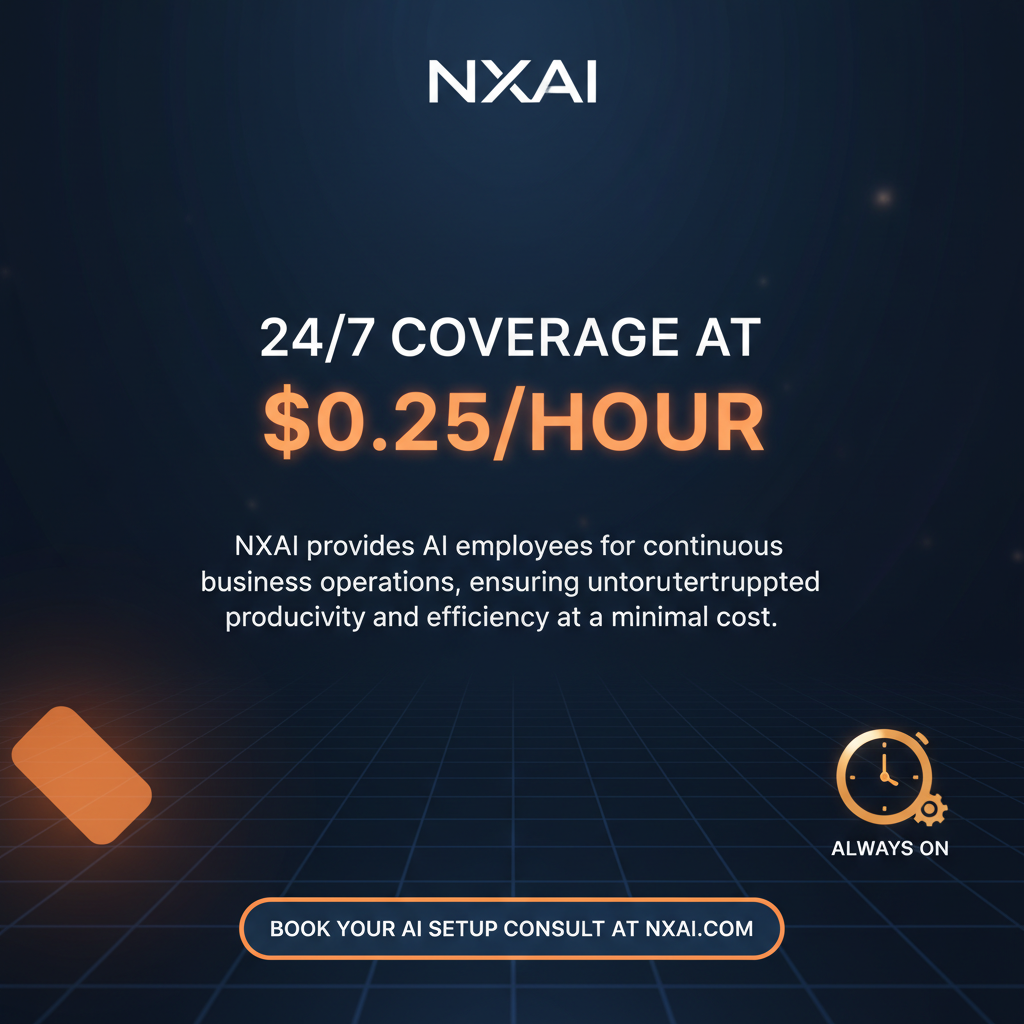 NXAI
24/7 COVERAGE AT
$0.25/HOUR
NXAI provides AI employees for continuous
business operations, ensuring untorutertruppted
producivity and efficiency at a minimal cost.
ALWAYS ON
BOOK YOUR AI SETUP CONSULT AT NXAI.COM